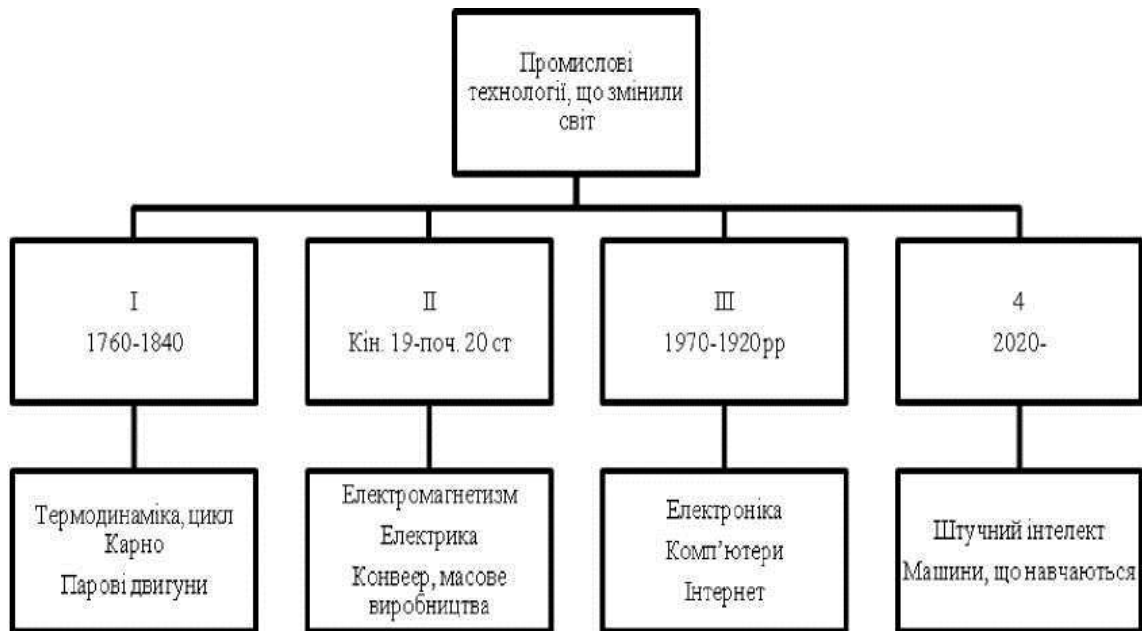 Промислові
технології, що змінили
світ
I
1760-1840
II
Кін. 19-поч. 20 ст
III
1970-1920рр
4
2020-
Термодинаміка, цикл
Карно
Парові двигуни
Електромагнетизм
Електрика
Конвеєр, масове
виробництва
Електроніка
Комп’ютери
Інтернет
Штучний інтелект
Машини, що навчаються